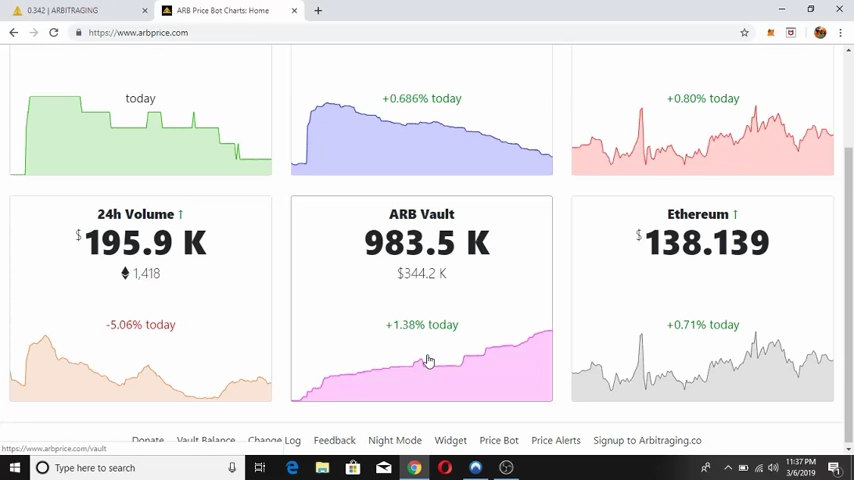 0.342 | ARBITRAGING
ARB Price Bot Charts: Home
https://www.arbprice.com
today
+0.686% today
+0.80% today
24h Volume ↑
$195.9 K
1,418
-5.06% today
ARB Vault
983.5 K
$344.2 K
+1.38% today
Ethereum ↑
$138.139
+0.71% today
Donate Vault Balance Change Log Feedback Night Mode Widget Price Bot Price Alerts Signup to Arbitraging.co
https://www.arbprice.com/vault
Type here to search
11:37 PM
3/6/2019